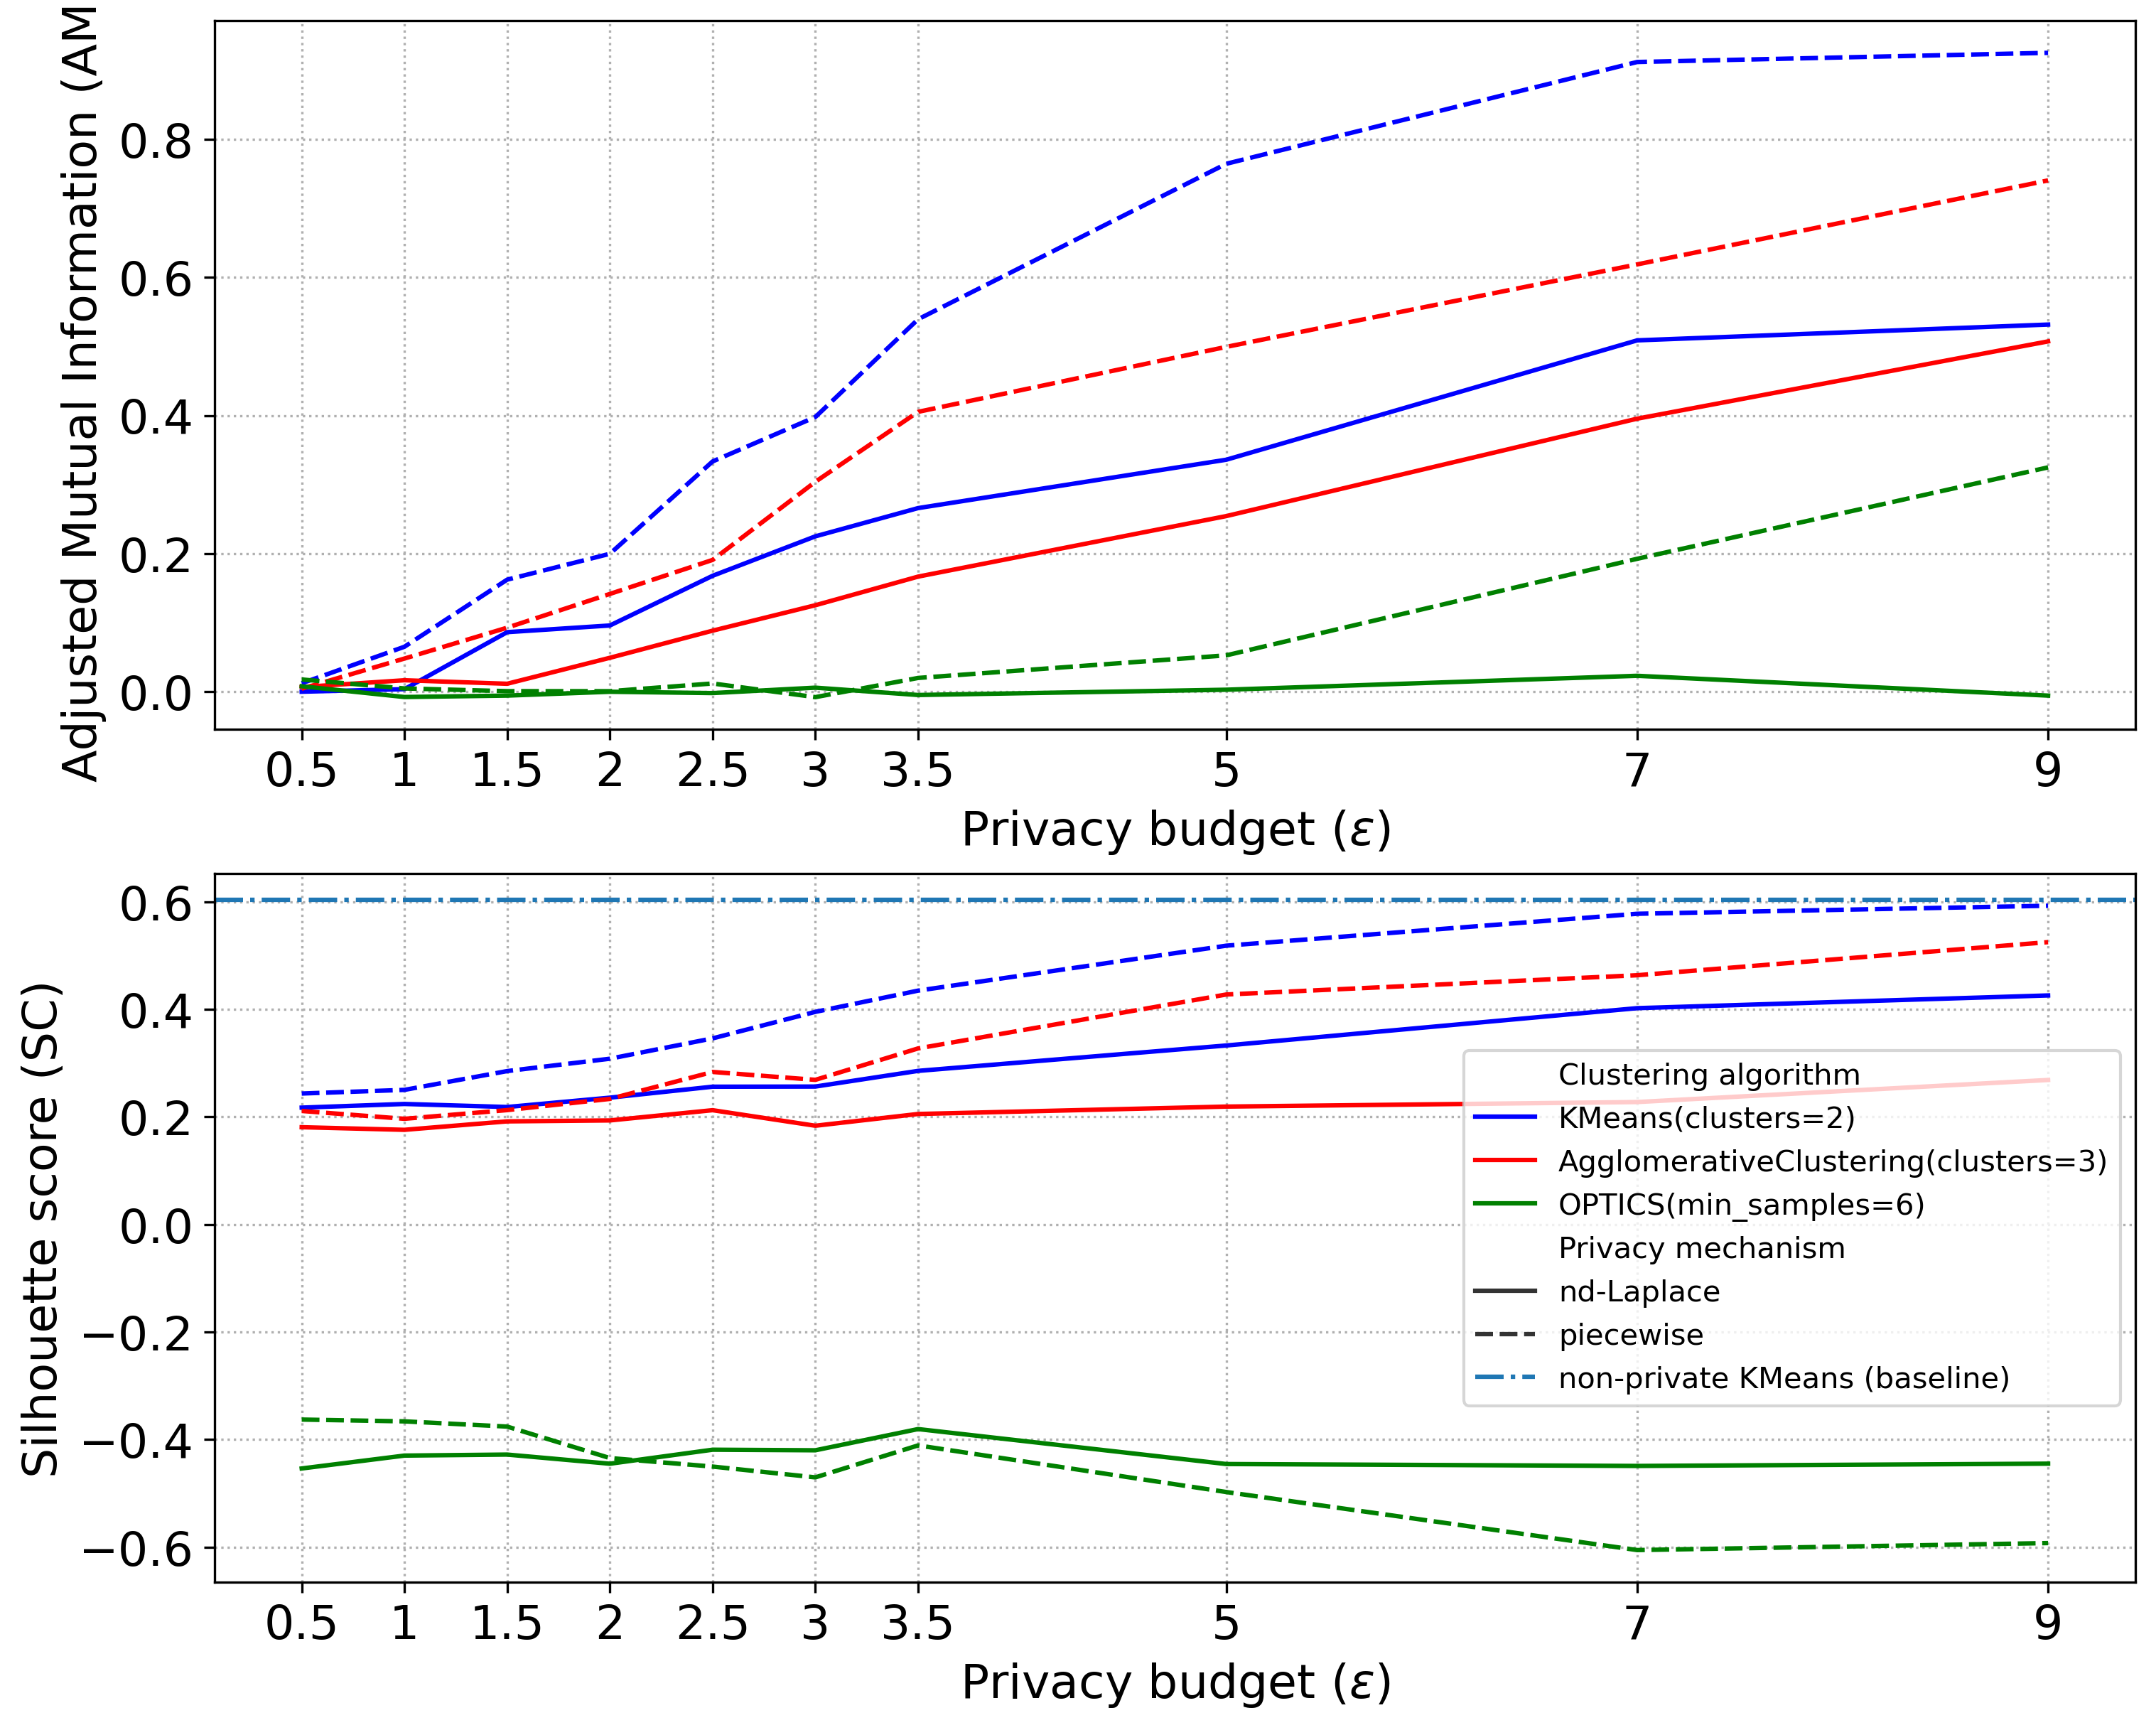 Adjusted Mutual Information (AM
0.8
0.6
0.4
0.2
0.0
0.5 1 1.5 2 2.5 3 3.5 5 7 9
Privacy budget (ε)
Silhouette score (SC)
0.6
0.4
0.2
0.0
−0.2
−0.4
−0.6
Clustering algorithm
KMeans(clusters=2)
AgglomerativeClustering(clusters=3)
OPTICS(min_samples=6)
Privacy mechanism
nd-Laplace
piecewise
non-private KMeans (baseline)
0.5 1 1.5 2 2.5 3 3.5 5 7 9
Privacy budget (ε)